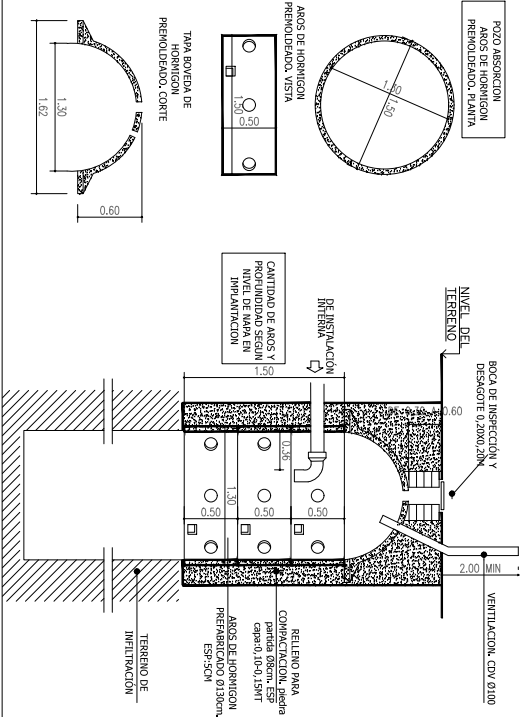 POZO ABSORCION
AROS DE HORMIGON
PREMOLDEADO. PLANTA
1.50
AROS DE HORMIGON
PREMOLDEADO. VISTA
1.50
0.50
TAPA BOVEDA DE
HORMIGON
PREMOLDEADO. CORTE
1.30
1.62
0.60
NIVEL DEL
TERRENO
BOCA DE INSPECCIÓN Y
DESAGOTE 0,20X0,20M
VENTILACION. CDV Ø100
2.00 MIN
0.60
DE INSTALACIÓN
INTERNA
CANTIDAD DE AROS Y
PROFUNDIDAD SEGUN
NIVEL DE NAPA EN
IMPLANTACION
1.50
0.36
0.50
0.50
0.50
1.30
RELLENO PARA
COMPACTACION. piedra
partida Ø8cm. ESP
capa:0,10-0,15MT
AROS DE HORMIGON
PREFABRICADO Ø130cm.
ESP:5CM
TERRENO DE
INFILTRACIÓN